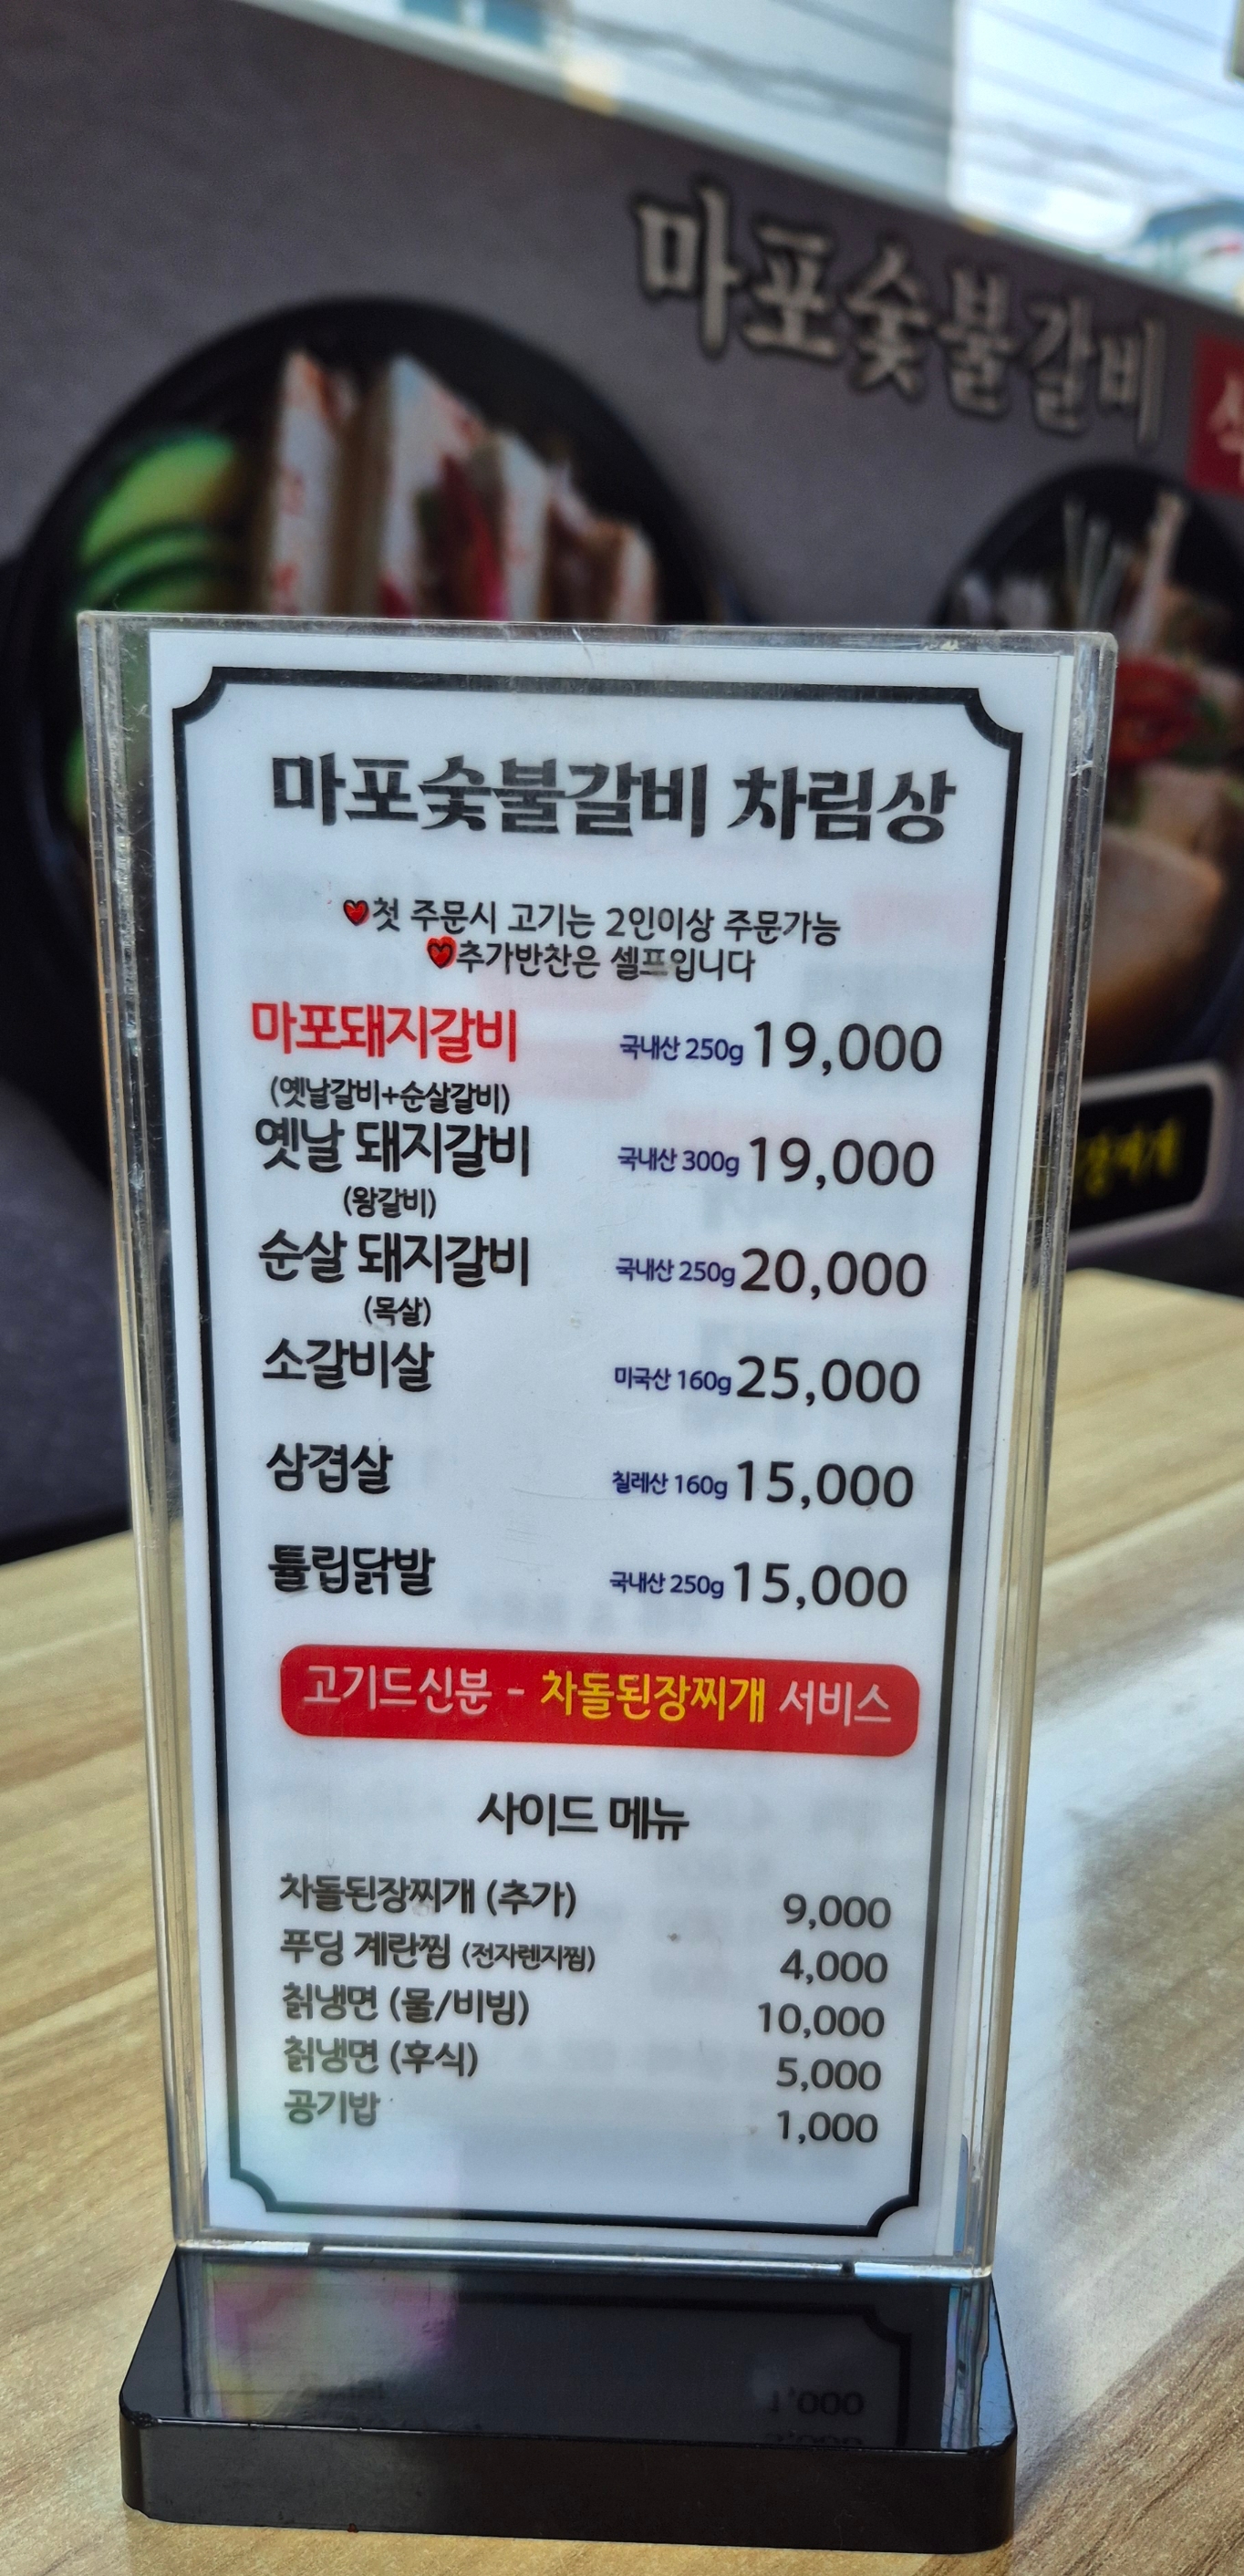 마포숯불갈비
마포숯불갈비 차림상
♥첫 주문시 고기는 2인이상 주문가능
♥추가반찬은 셀프입니다
마포돼지갈비 국내산 250g 19,000
(옛날갈비+순살갈비)
옛날 돼지갈비 국내산 300g 19,000
(왕갈비)
순살 돼지갈비 국내산 250g 20,000
(목살)
소갈비살 미국산 160g 25,000
삼겹살 칠레산 160g 15,000
튤립닭발 국내산 250g 15,000
고기드신분 - 차돌된장찌개 서비스
사이드 메뉴
차돌된장찌개 (추가) 9,000
푸딩 계란찜 (전자렌지찜) 4,000
칡냉면 (물/비빔) 10,000
칡냉면 (후식) 5,000
공기밥 1,000